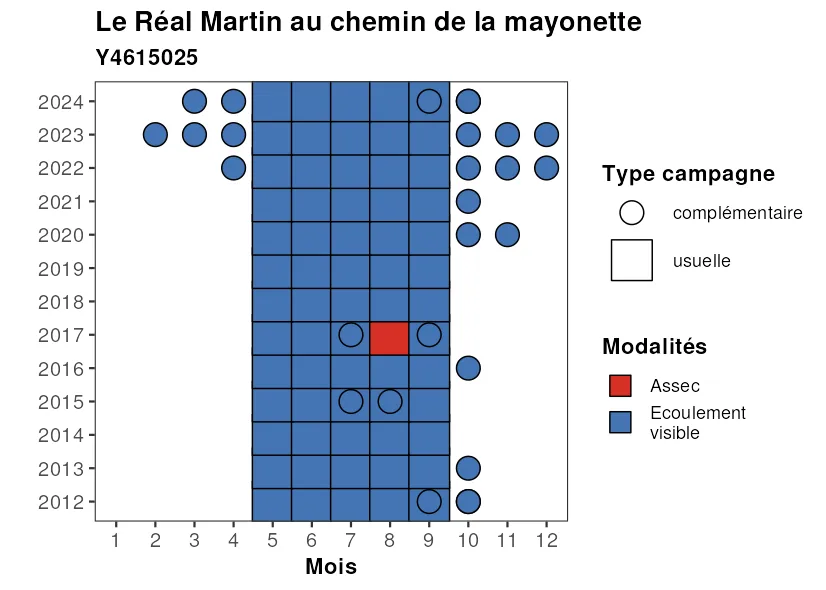 Le Réal Martin au chemin de la mayonette
Y4615025
2024
2023
2022
2021
2020
2019
2018
2017
2016
2015
2014
2013
2012
1 2 3 4 5 6 7 8 9 10 11 12
Mois
Type campagne
complémentaire
usuelle
Modalités
Assec
Ecoulement
visible